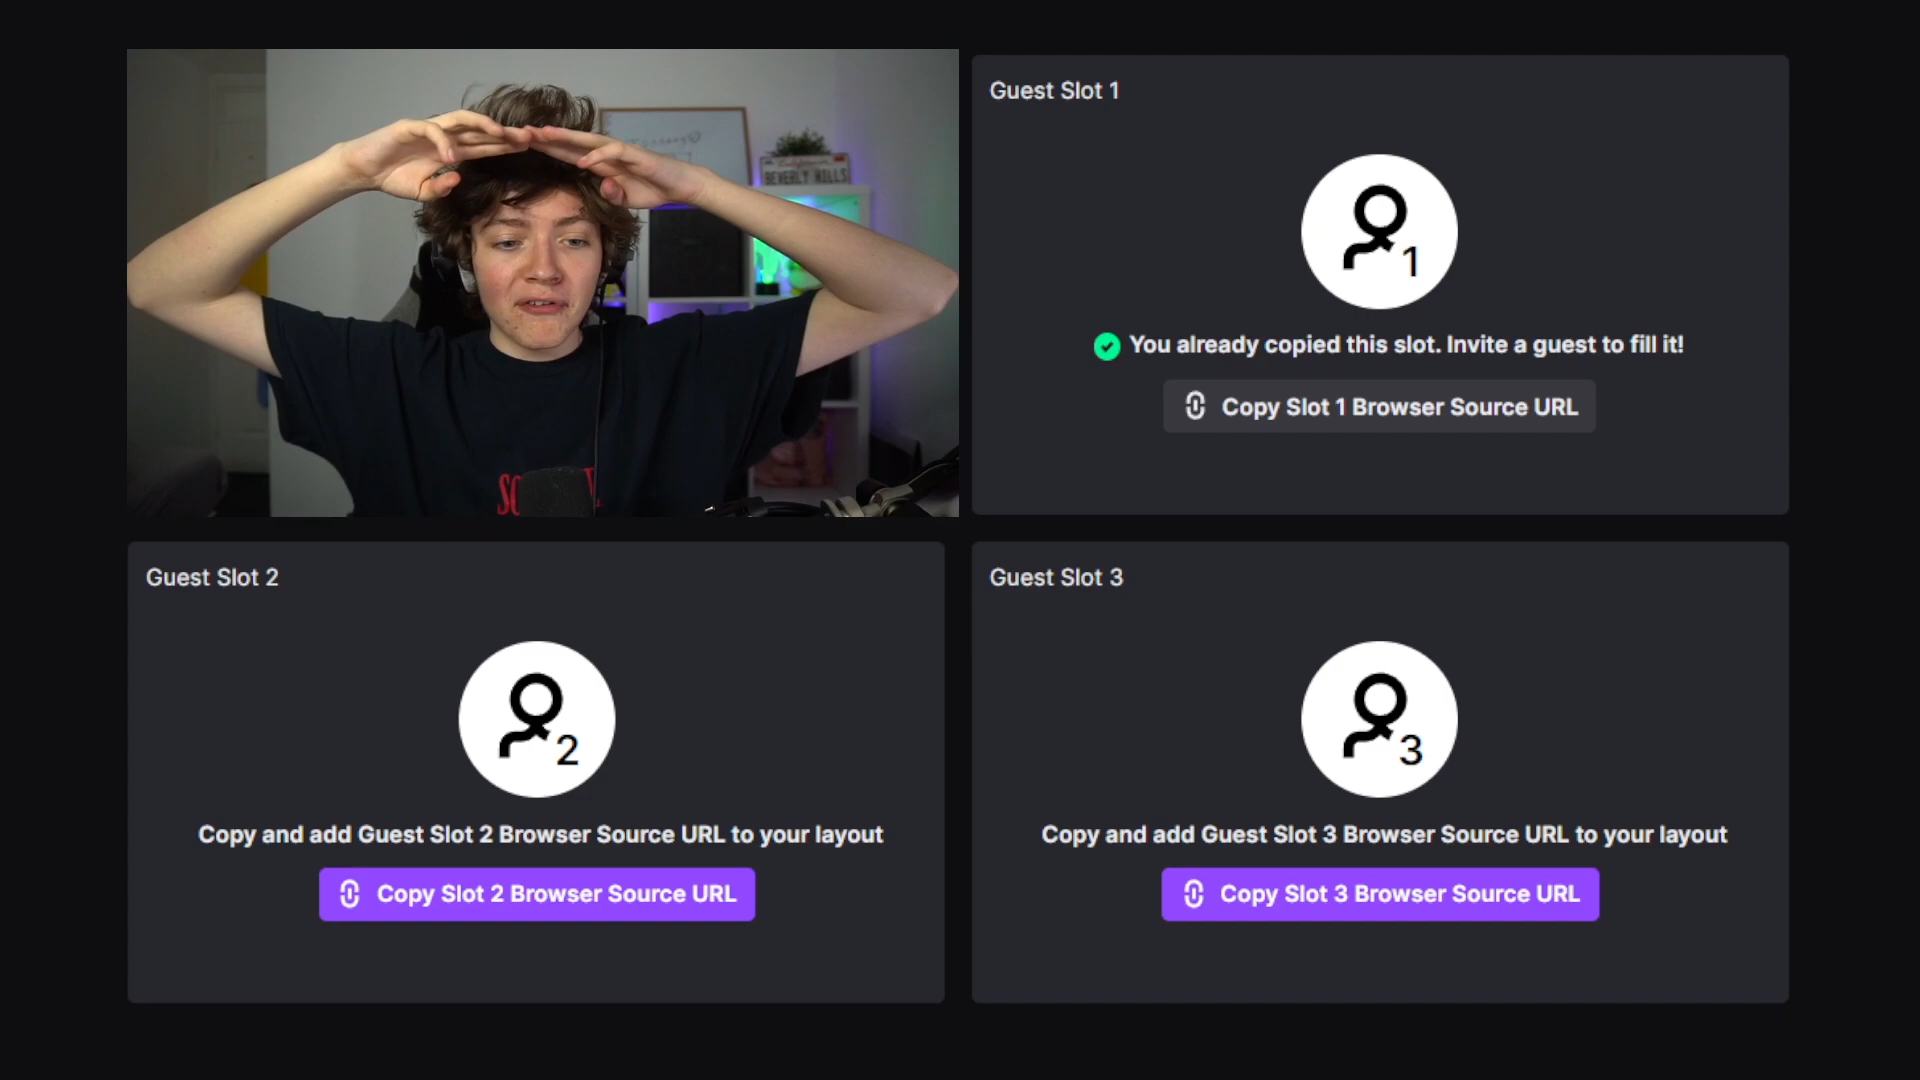 California
BEVERLY HILLS
Guest Slot 1
1
You already copied this slot. Invite a guest to fill it!
Copy Slot 1 Browser Source URL
Guest Slot 2
2
Copy and add Guest Slot 2 Browser Source URL to your layout
Copy Slot 2 Browser Source URL
Guest Slot 3
3
Copy and add Guest Slot 3 Browser Source URL to your layout
Copy Slot 3 Browser Source URL